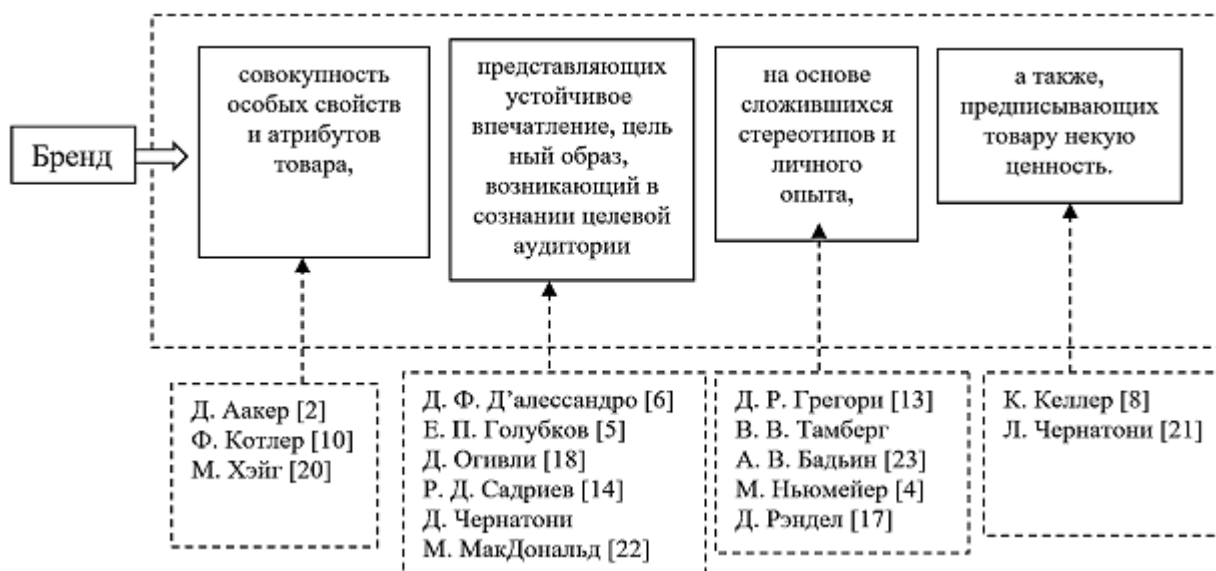 Бренд
совокупность
особых свойств
и атрибутов
товара,
представляющих
устойчивое
впечатление, цель
ный образ,
возникающий в
сознании целевой
аудитории
на основе
сложившихся
стереотипов и
личного
опыта,
а также,
предписывающих
товару некую
ценность.
Д. Аакер [2]
Ф. Котлер [10]
М. Хэйг [20]
Д. Ф. Д’алессандро [6]
Е. П. Голубков [5]
Д. Огивли [18]
Р. Д. Садриев [14]
Д. Чернатони
М. МакДональд [22]
Д. Р. Грегори [13]
В. В. Тамберг
А. В. Бадьин [23]
М. Ньюмейер [4]
Д. Рэндел [17]
К. Келлер [8]
Л. Чернатони [21]